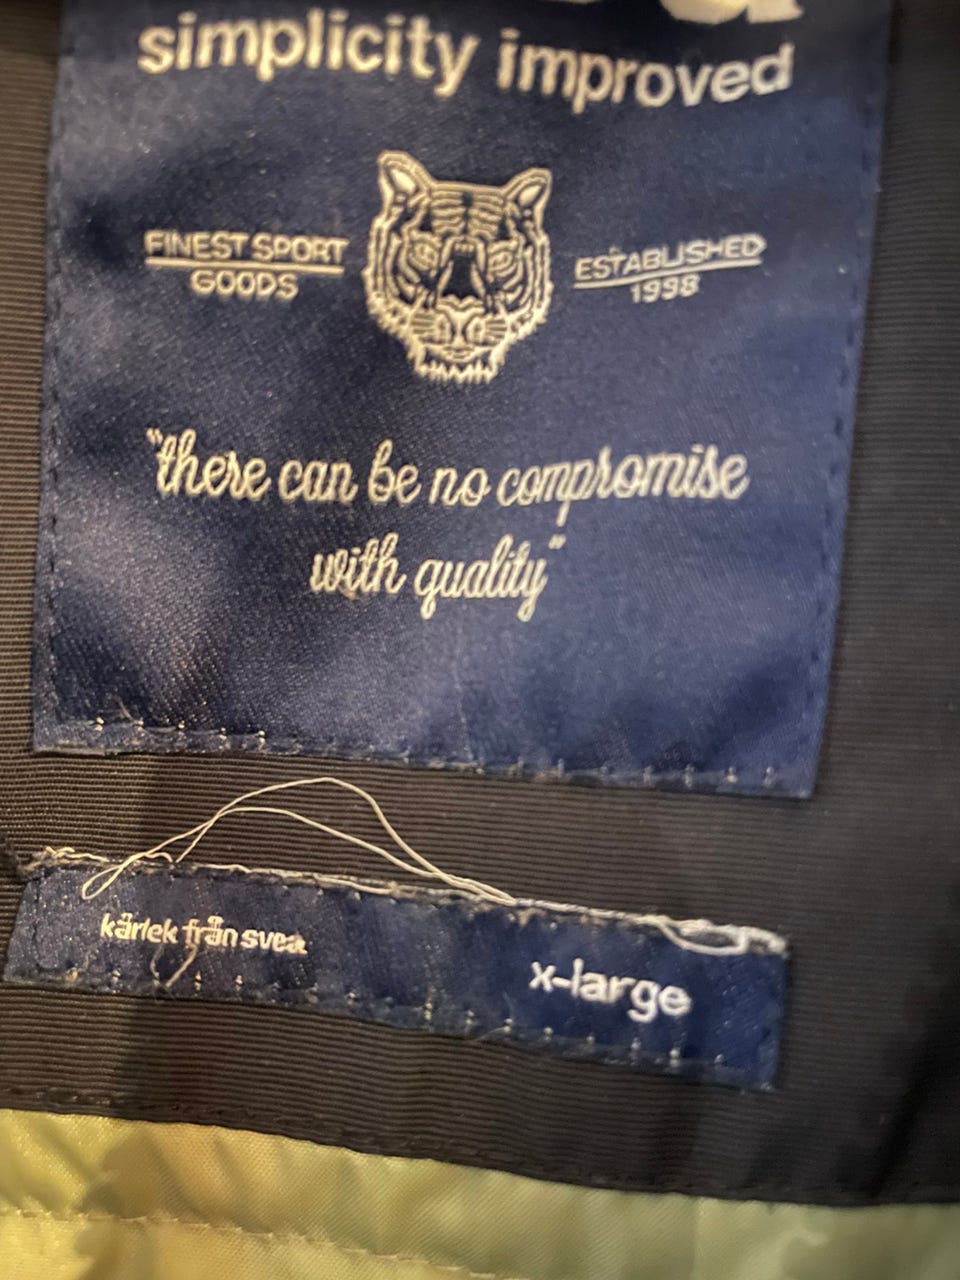 simplicity improved
FINEST SPORT
GOODS
ESTABLISHED
1998
"there can be no compromise
with quality"
kärlek från svea
x-large